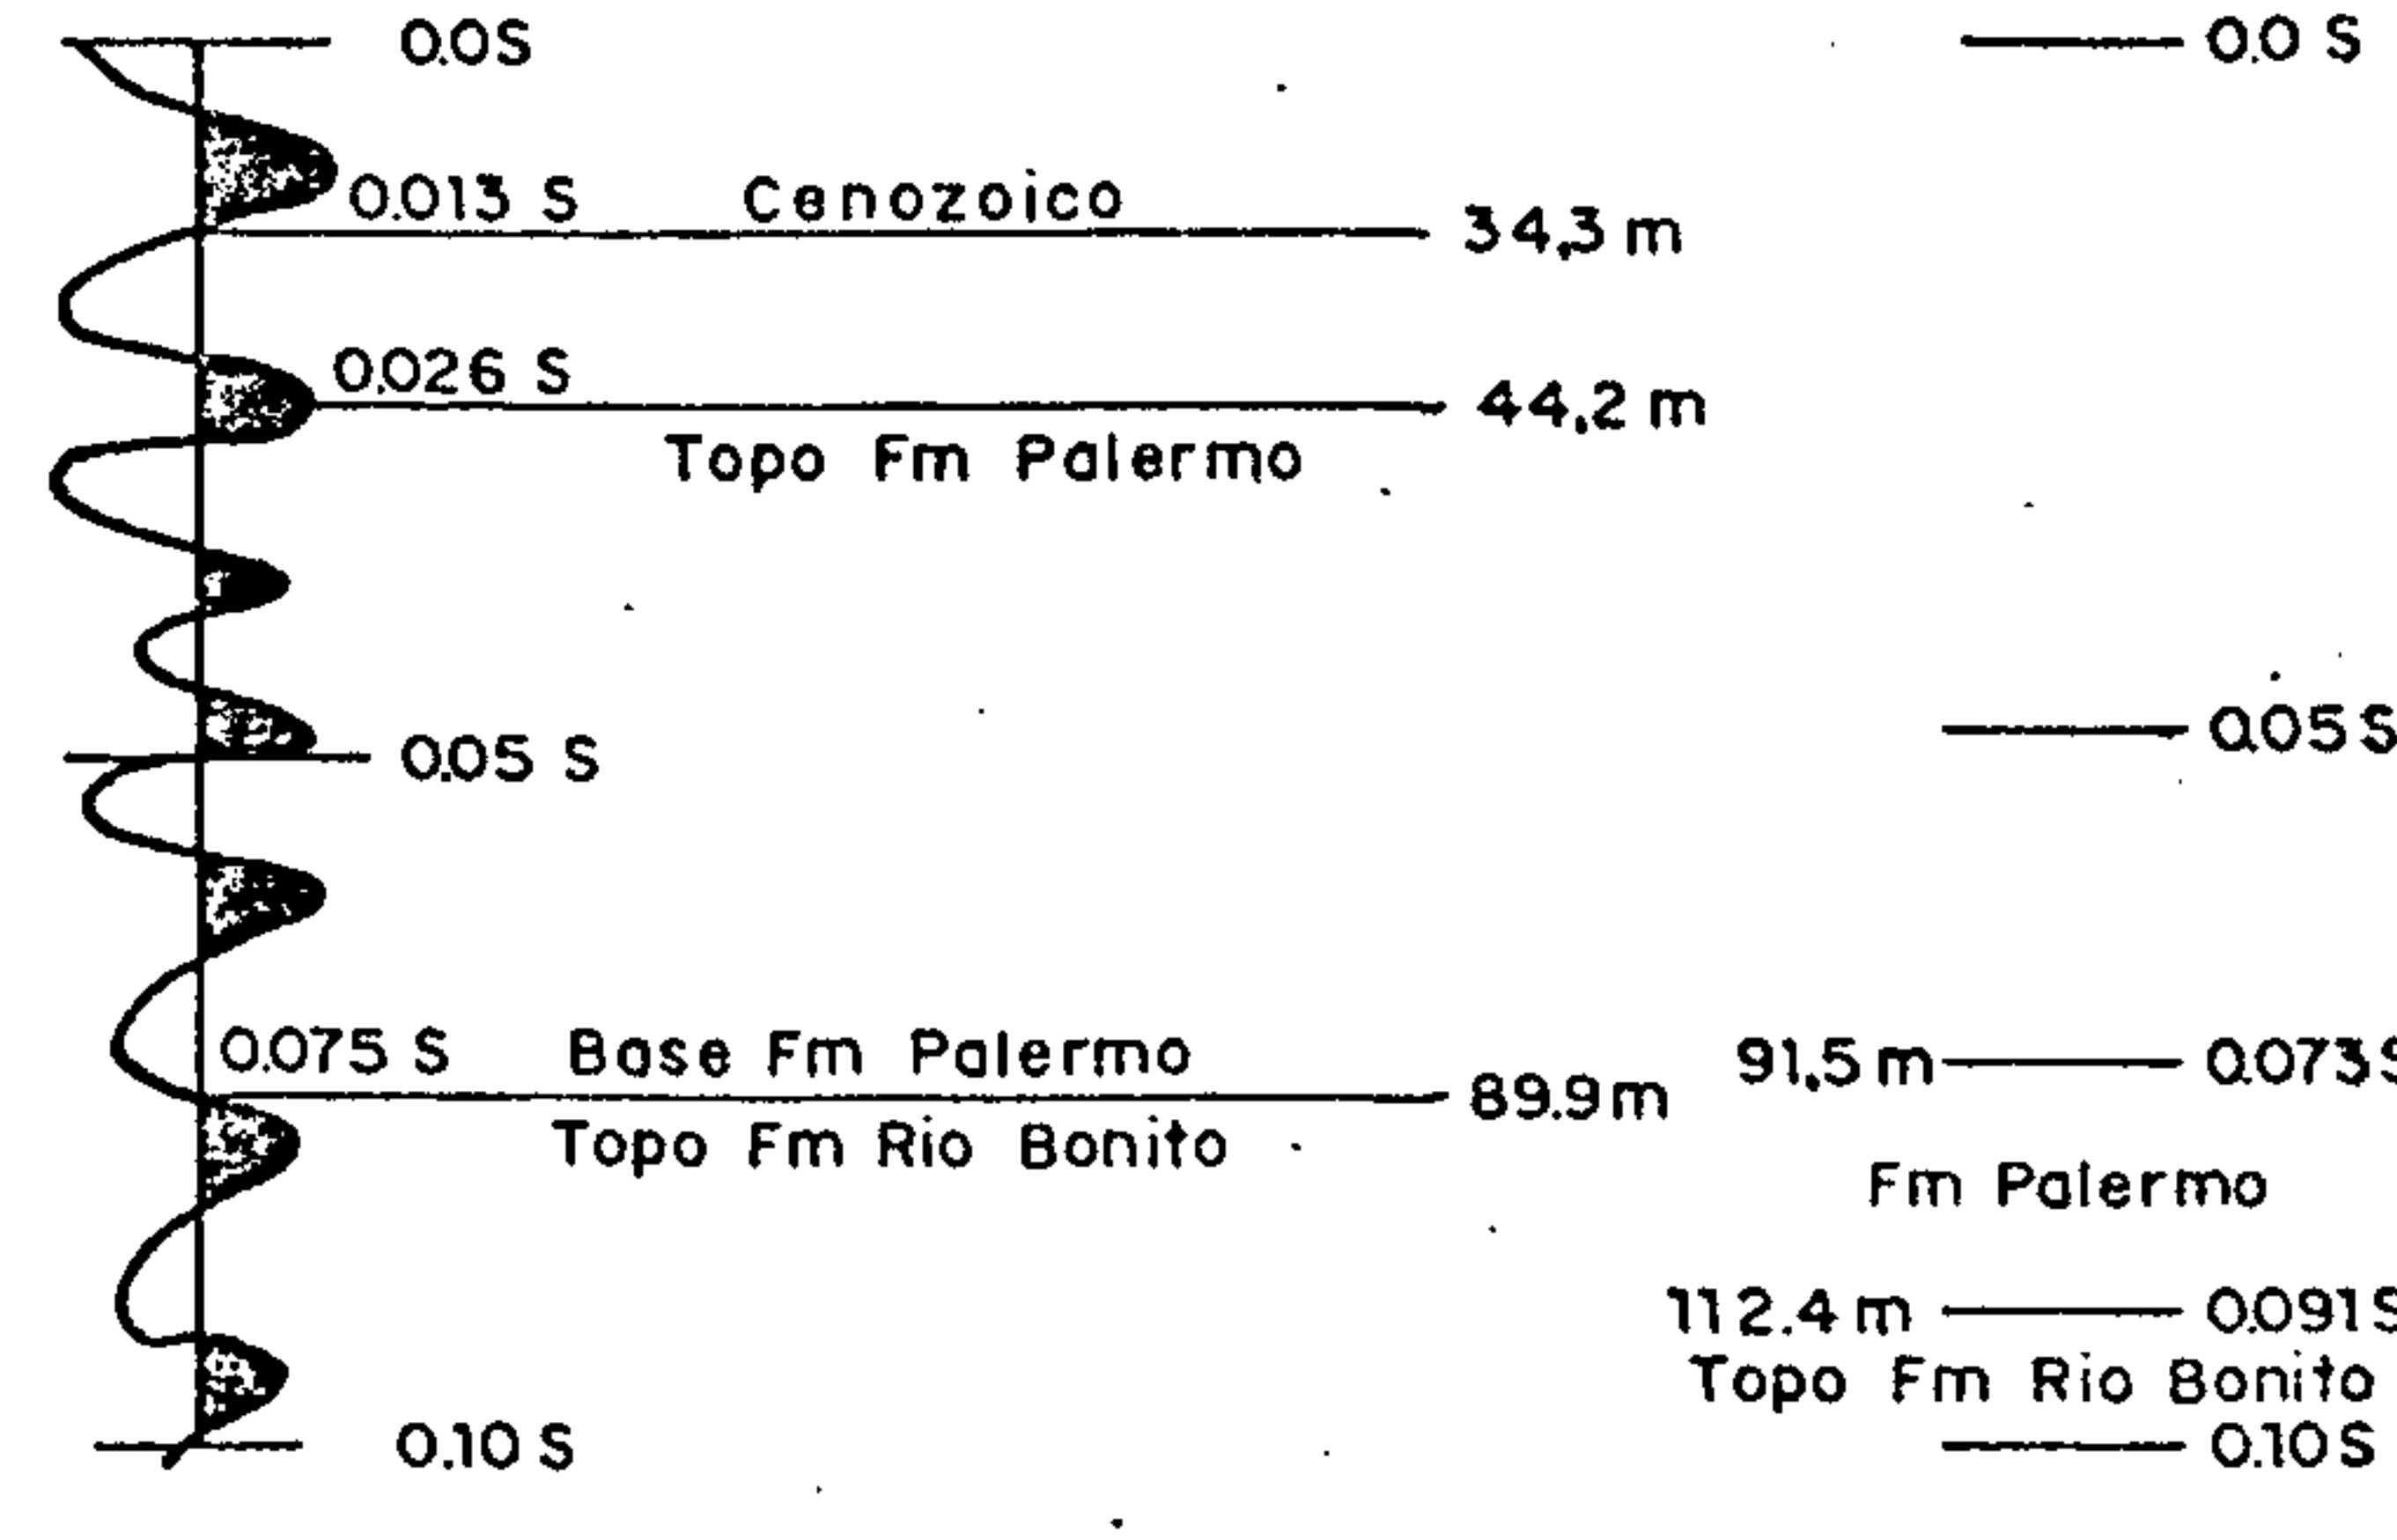 0.0S
0.0 S
0.013 S Cenozoico
34,3 m
0.026 S
44.2 m
Topo Fm Palermo
0.05 S
0.05 S
0.075 S Base Fm Palermo
89.9m
91.5 m 0.073S
Topo Fm Rio Bonito
Fm Palermo
112.4 m 0.091S
Topo Fm Rio Bonito
0.10 S
0.10 S